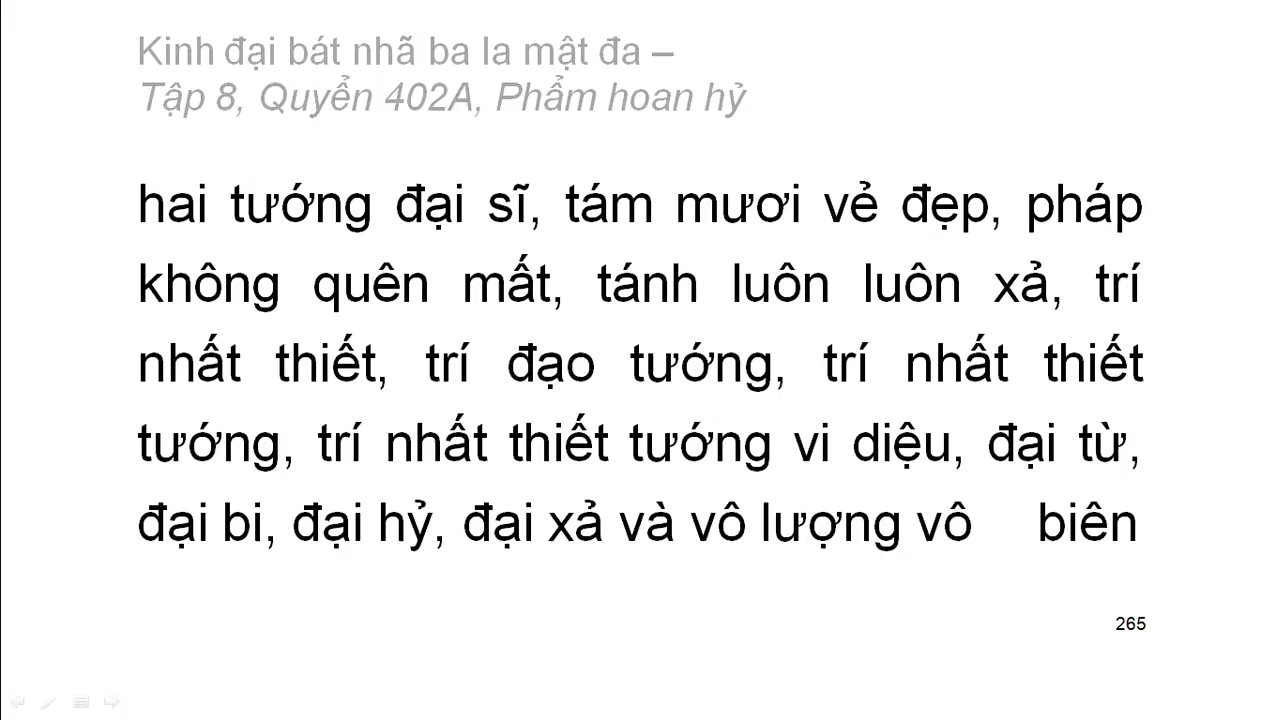 Kinh đại bát nhã ba la mật đa –
Tập 8, Quyển 402A, Phẩm hoan hỷ
hai tướng đại sĩ, tám mươi vẻ đẹp, pháp
không quên mất, tánh luôn luôn xả, trí
nhất thiết, trí đạo tướng, trí nhất thiết
tướng, trí nhất thiết tướng vi diệu, đại từ,
đại bi, đại hỷ, đại xả và vô lượng vô biên
265